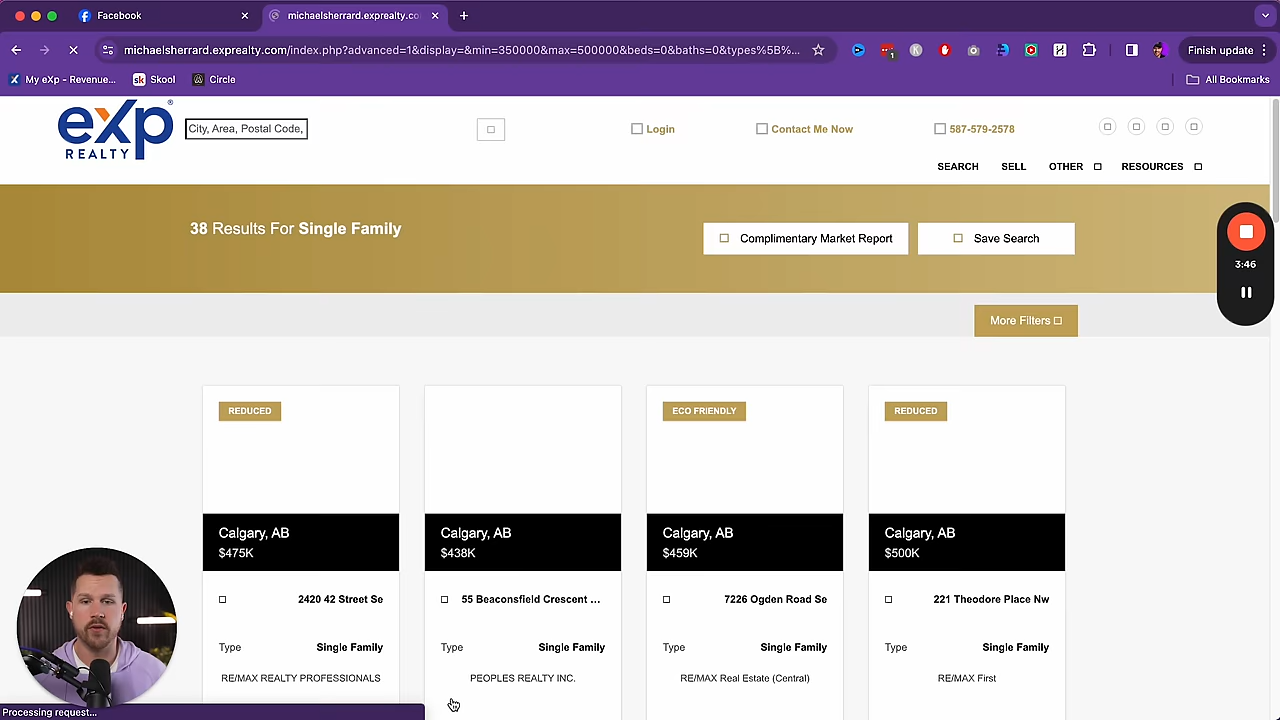 Facebook
michaelsherrard.exprealty.co
michaelsherrard.exprealty.com/index.php?advanced=1&display=&min=350000&max=500000&beds=0&baths=0&types%5B%...
1
Finish update
My eXp - Revenue...
Skool
Circle
All Bookmarks
eXp
REALTY
City, Area, Postal Code,
Login
Contact Me Now
587-579-2578
SEARCH SELL OTHER RESOURCES
38 Results For Single Family
Complimentary Market Report
Save Search
3:46
More Filters
REDUCED
ECO FRIENDLY
REDUCED
Calgary, AB
$475K
Calgary, AB
$438K
Calgary, AB
$459K
Calgary, AB
$500K
2420 42 Street Se
55 Beaconsfield Crescent ...
7226 Ogden Road Se
221 Theodore Place Nw
Type Single Family
Type Single Family
Type Single Family
Type Single Family
RE/MAX REALTY PROFESSIONALS
PEOPLES REALTY INC.
RE/MAX Real Estate (Central)
RE/MAX First
Processing request...